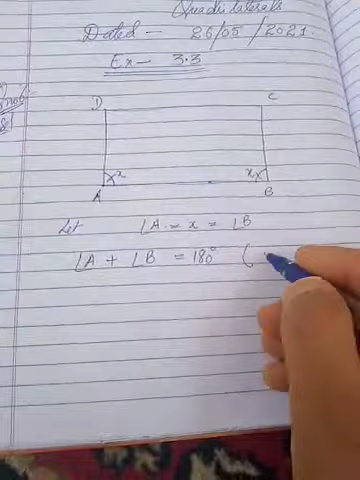 Quadrilaterals
Dated - 26/05/2021.
Ex - 3.3
D C
x x
A B
Let ∠A = x = ∠B
∠A + ∠B = 180° (